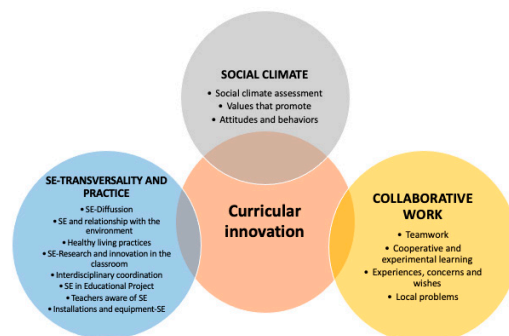 SOCIAL CLIMATE
• Social climate assessment
• Values that promote
• Attitudes and behaviors
SE-TRANSVERSALITY AND
PRACTICE
• SE-Diffussion
• SE and relationship with the
environment
• Healthy living practices
• SE-Research and innovation in the
classroom
• Interdisciplinary coordination
• SE in Educational Project
• Teachers aware of SE
• Installations and equipment-SE
Curricular
innovation
COLLABORATIVE
WORK
• Teamwork
• Cooperative and
experimental learning
• Experiences, concerns and
wishes
• Local problems